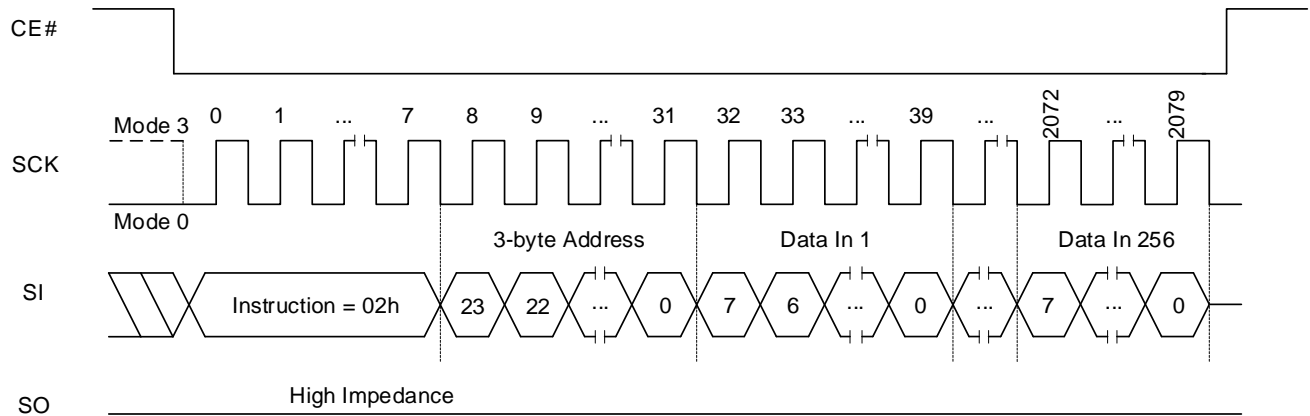 CE#
Mode 3
0 1 ... 7 8 9 ... 31 32 33 ... 39 ... 2072 ... 2079
SCK
Mode 0
3-byte Address Data In 1 Data In 256
SI
Instruction = 02h 23 22 ... 0 7 6 ... 0 ... 7 ... 0
High Impedance
SO